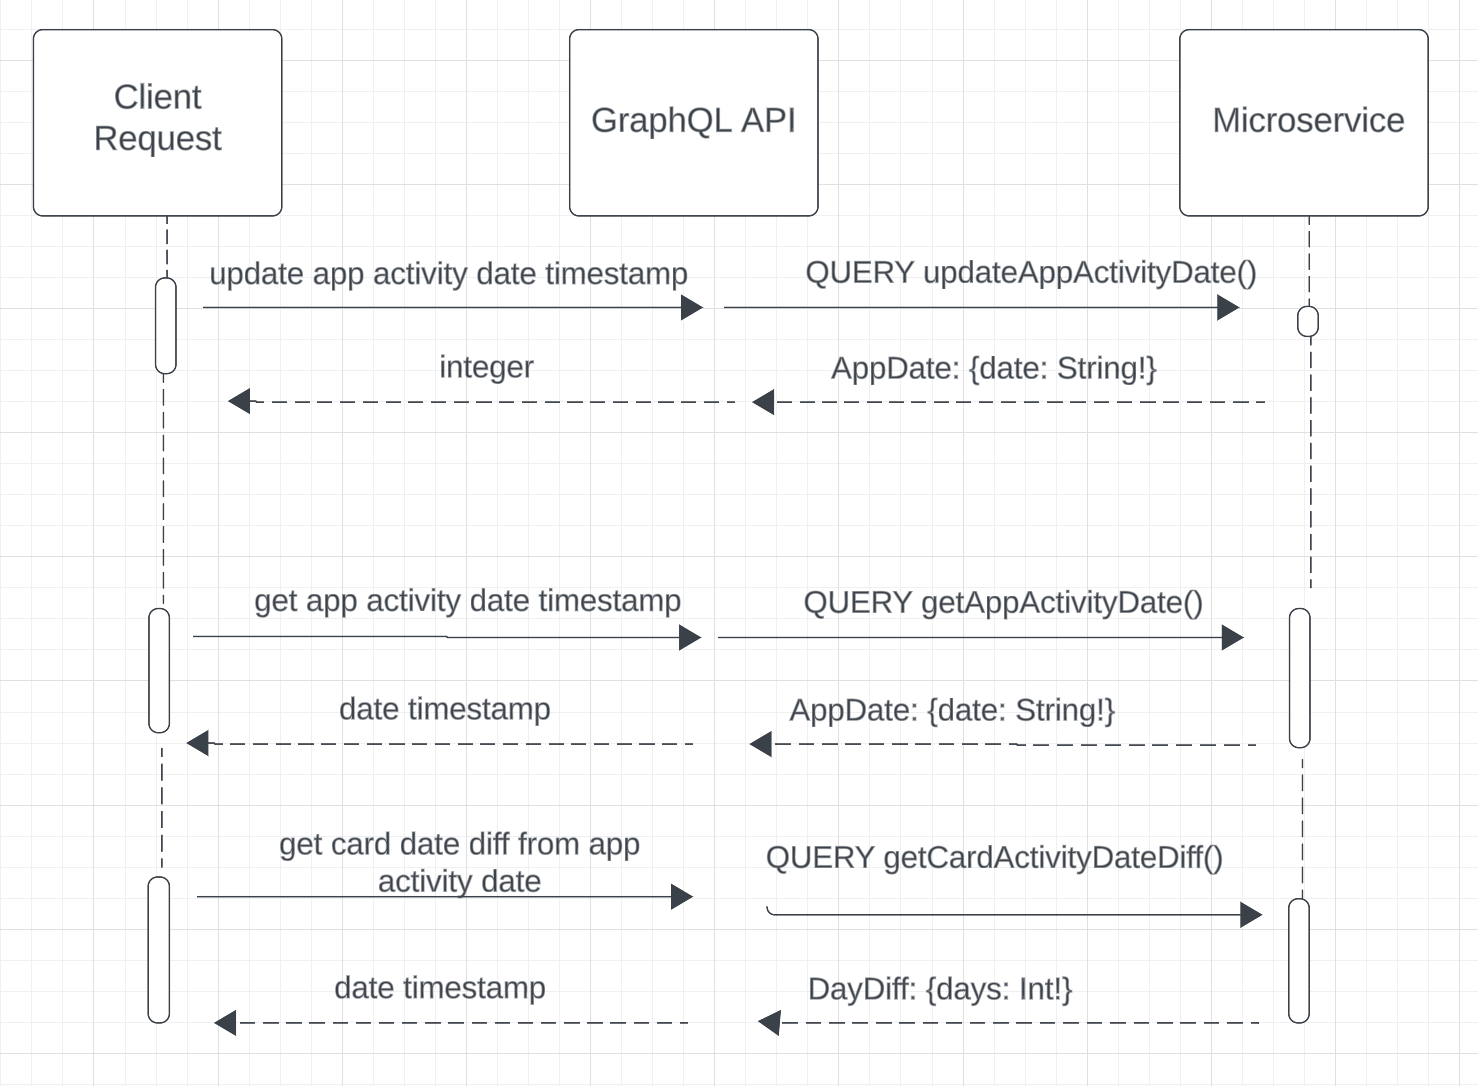 Client
Request
GraphQL API
Microservice
update app activity date timestamp
QUERY updateAppActivityDate()
integer
AppDate: {date: String!}
get app activity date timestamp
QUERY getAppActivityDate()
date timestamp
AppDate: {date: String!}
get card date diff from app
activity date
QUERY getCardActivityDateDiff()
date timestamp
DayDiff: {days: Int!}